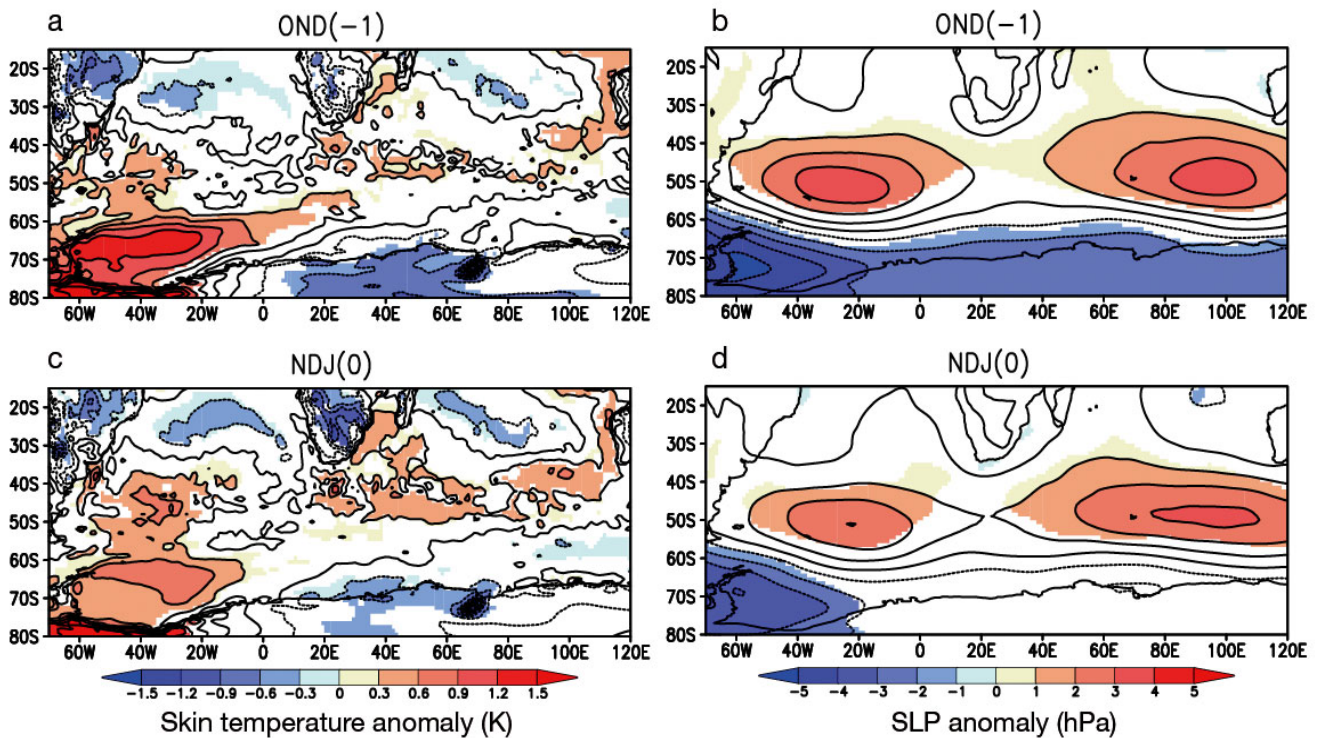 a
OND(−1)
20S
30S
40S
50S
60S
70S
80S
60W 40W 20W 0 20E 40E 60E 80E 100E 120E
b
OND(−1)
20S
30S
40S
50S
60S
70S
80S
60W 40W 20W 0 20E 40E 60E 80E 100E 120E
c
NDJ(0)
20S
30S
40S
50S
60S
70S
80S
60W 40W 20W 0 20E 40E 60E 80E 100E 120E
−1.5 −1.2 −0.9 −0.6 −0.3 0 0.3 0.6 0.9 1.2 1.5
Skin temperature anomaly (K)
d
NDJ(0)
20S
30S
40S
50S
60S
70S
80S
60W 40W 20W 0 20E 40E 60E 80E 100E 120E
−5 −4 −3 −2 −1 0 1 2 3 4 5
SLP anomaly (hPa)